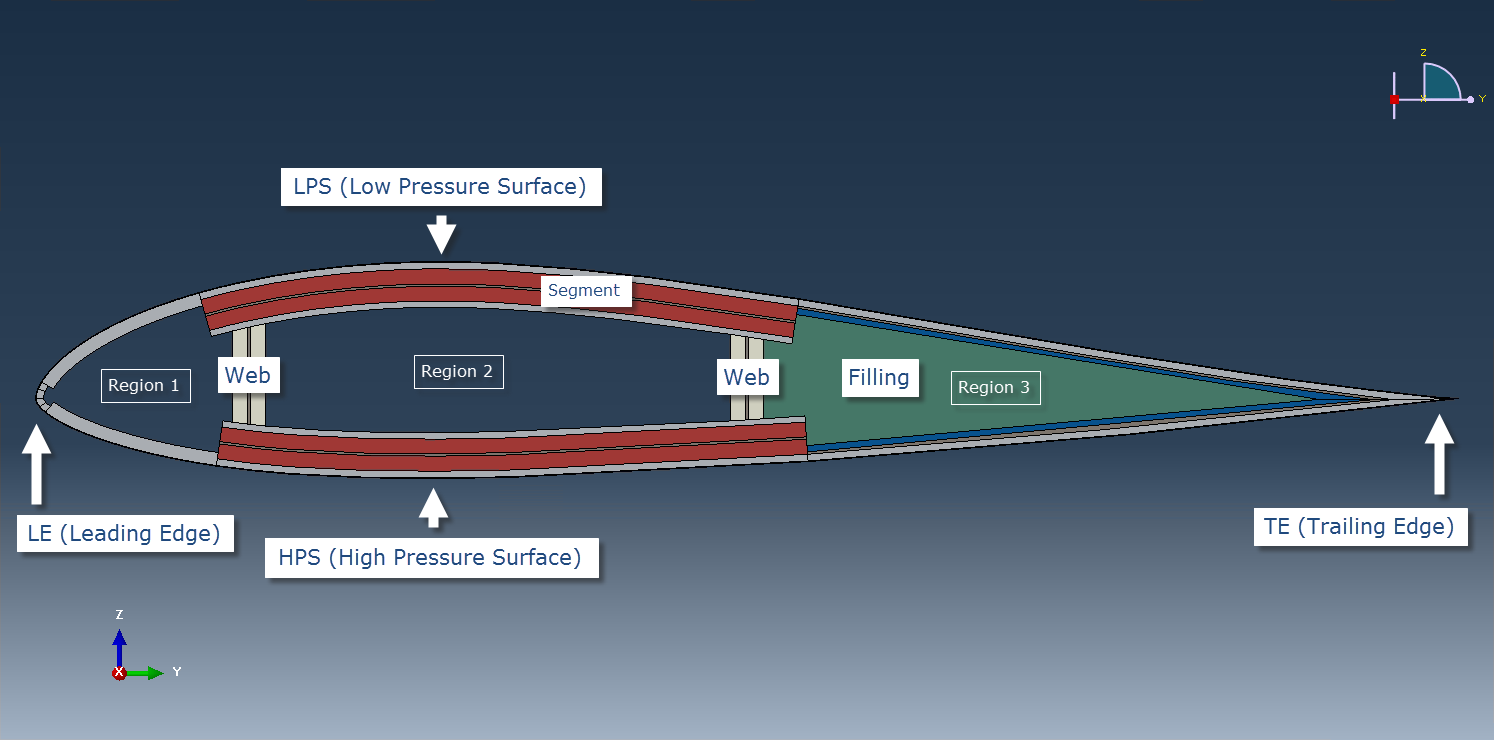 Z
Y
LPS (Low Pressure Surface)
Segment
Region 1
Web
Region 2
Web
Filling
Region 3
LE (Leading Edge)
HPS (High Pressure Surface)
TE (Trailing Edge)
Z
X
Y